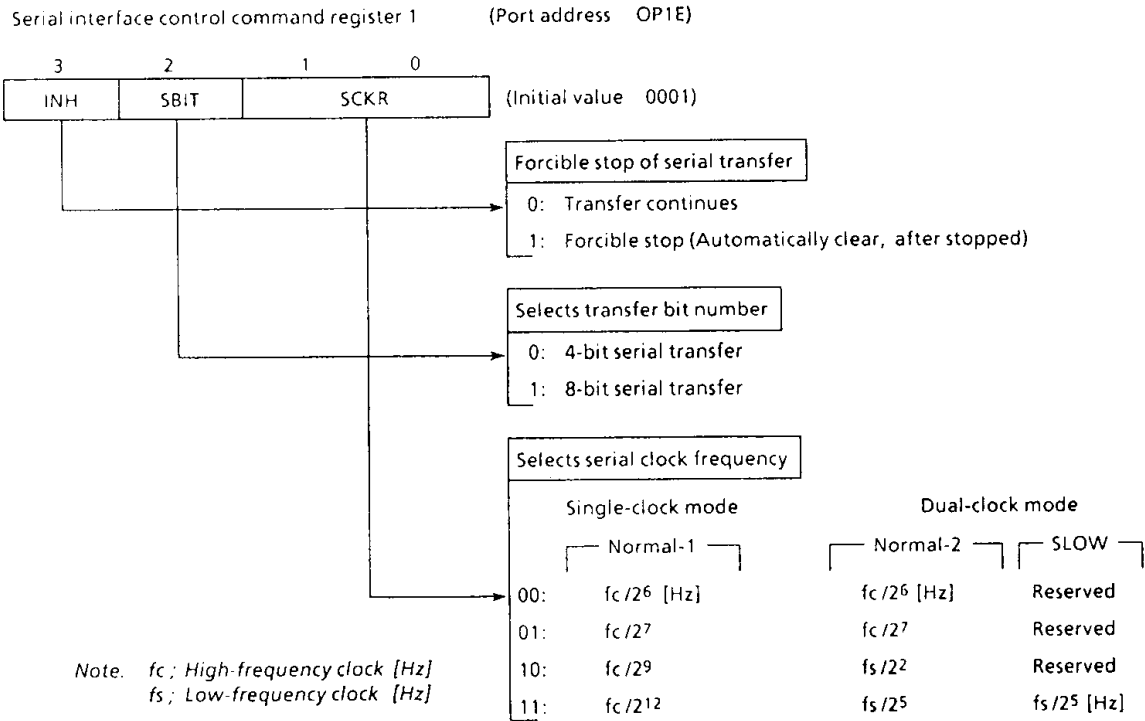 Serial interface control command register 1 (Port address OP1E)
3 2 1 0
INH SBIT SCKR (Initial value 0001)
Forcible stop of serial transfer
0: Transfer continues
1: Forcible stop (Automatically clear, after stopped)
Selects transfer bit number
0: 4-bit serial transfer
1: 8-bit serial transfer
Selects serial clock frequency
Single-clock mode Dual-clock mode
Normal-1 Normal-2 SLOW
00: fc/2⁶ [Hz] fc/2⁶ [Hz] Reserved
01: fc/2⁷ fc/2⁷ Reserved
10: fc/2⁹ fs/2² Reserved
11: fc/2¹² fs/2⁵ fs/2⁵ [Hz]
Note. fc; High-frequency clock [Hz]
fs; Low-frequency clock [Hz]